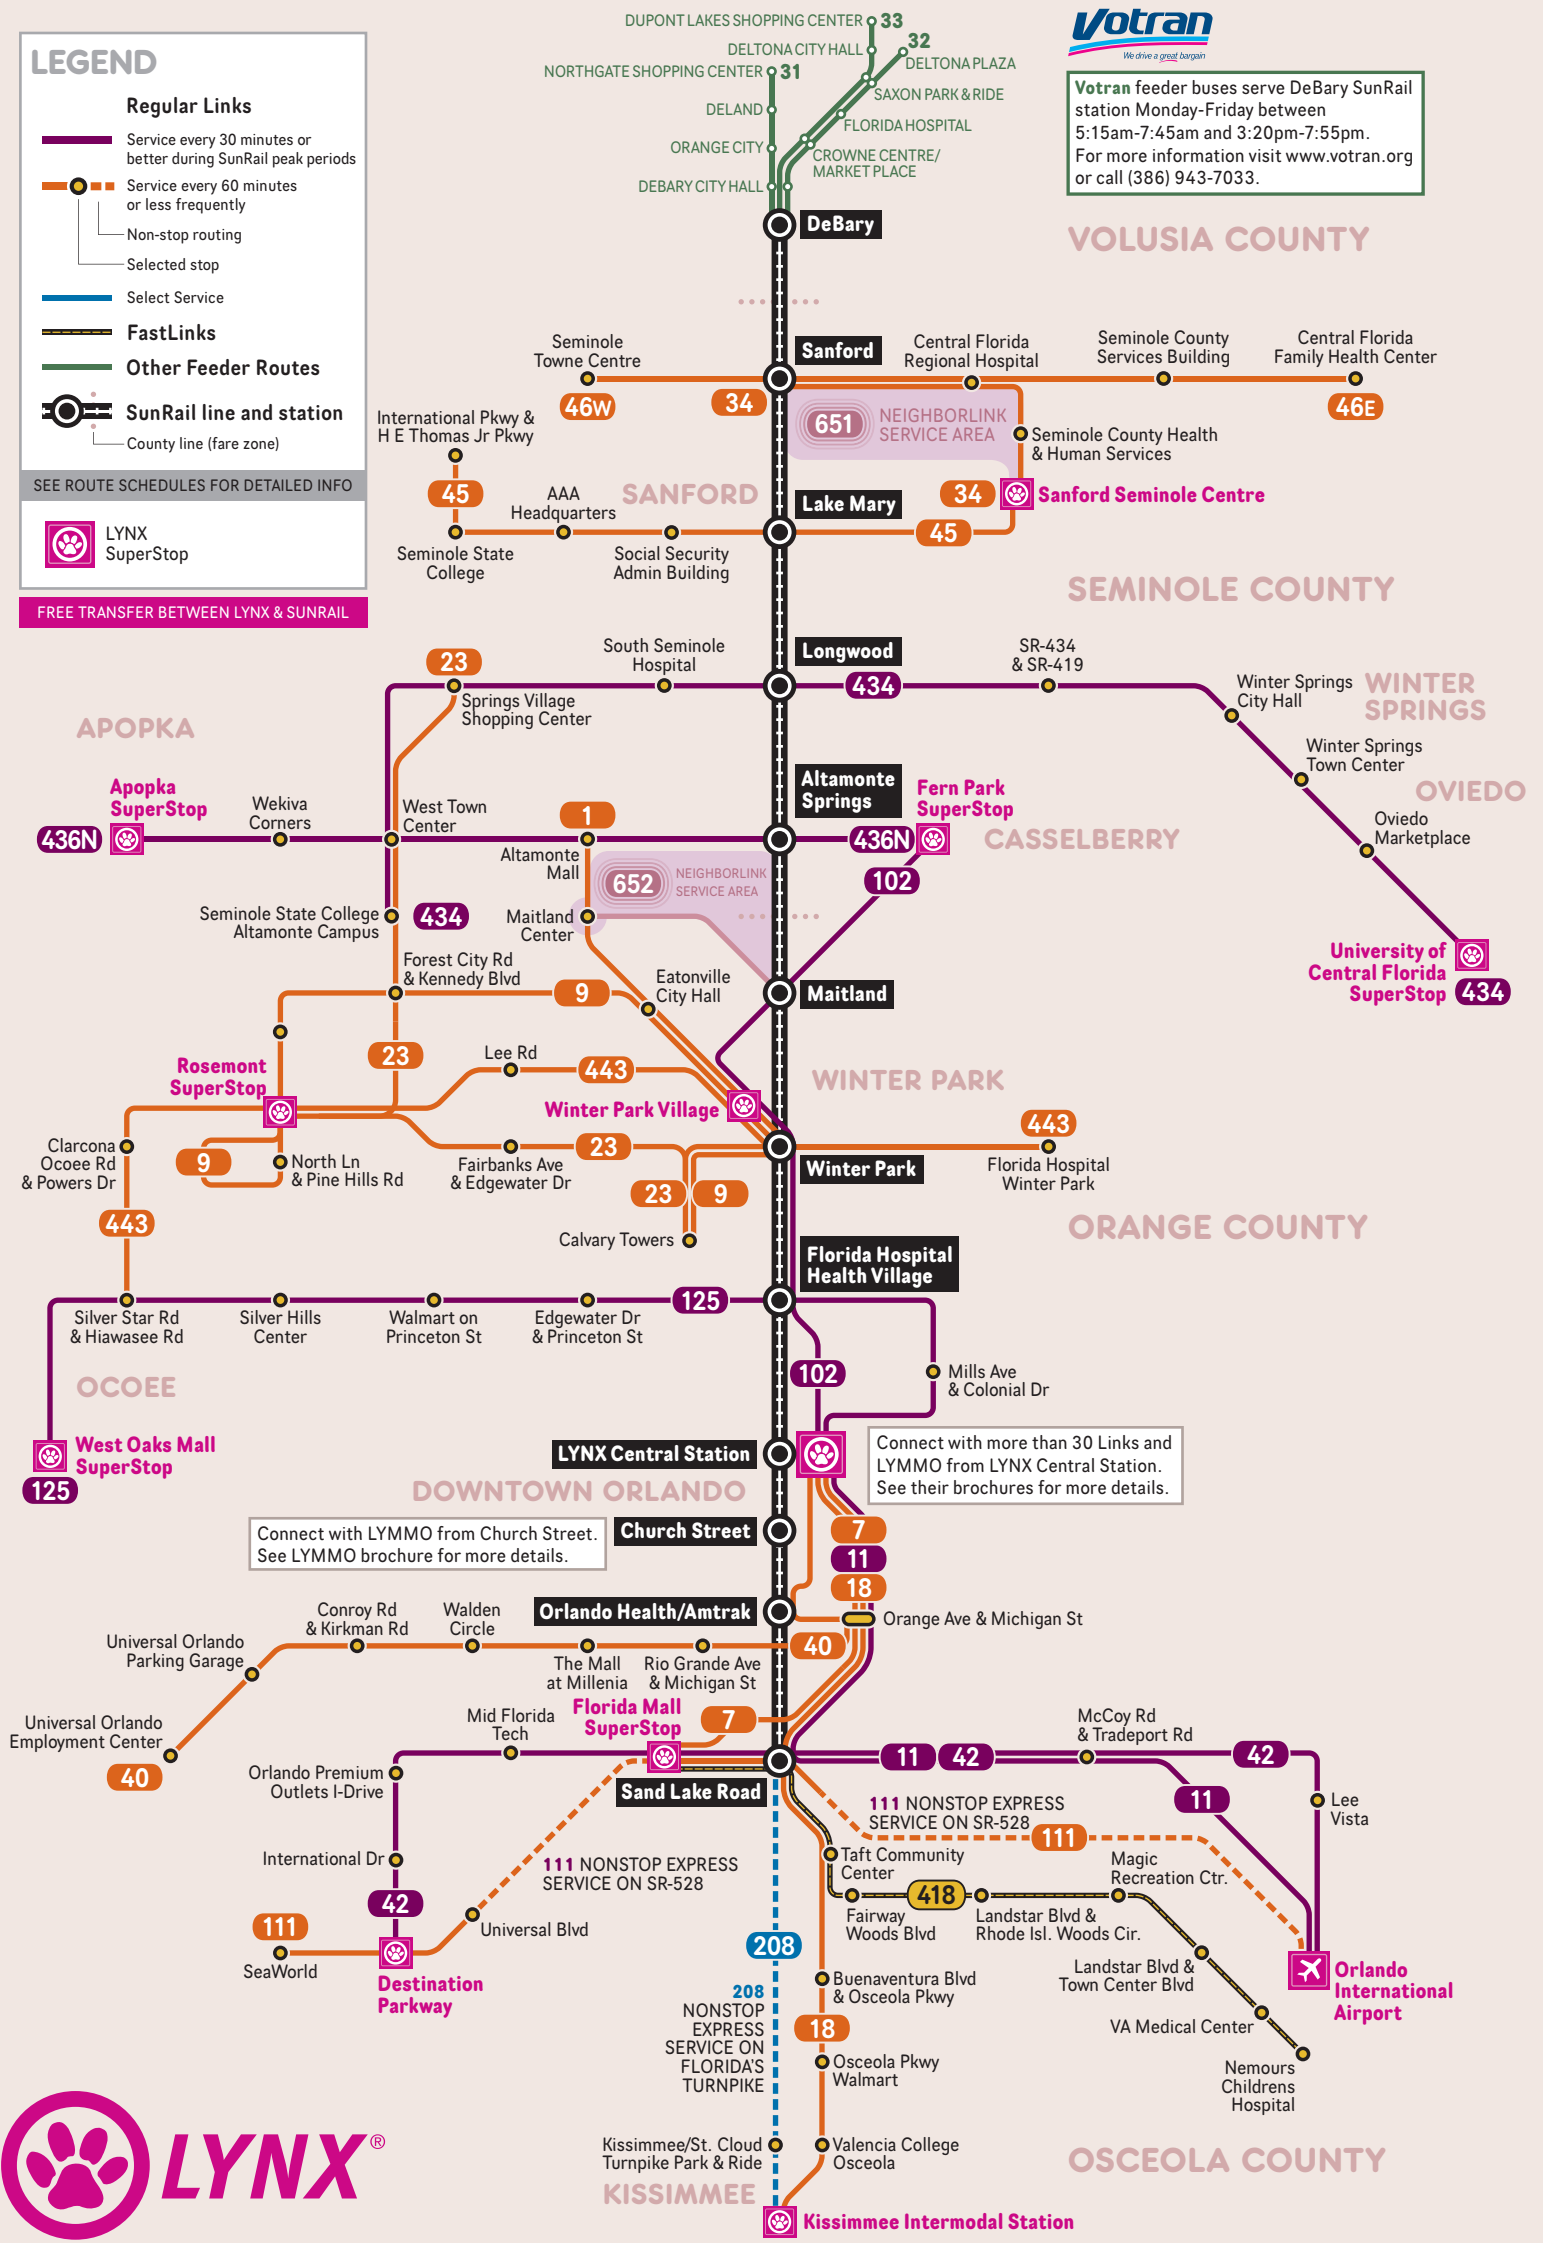 DUPONT LAKES SHOPPING CENTER 33
DELTONA CITY HALL
32
DELTONA PLAZA
NORTHGATE SHOPPING CENTER 31
SAXON PARK & RIDE
DELAND
FLORIDA HOSPITAL
ORANGE CITY
CROWNE CENTRE/
MARKET PLACE
DEBARY CITY HALL
DeBary
Votran
We drive a great bargain
Votran feeder buses serve DeBary SunRail
station Monday-Friday between
5:15am-7:45am and 3:20pm-7:55pm.
For more information visit www.votran.org
or call (386) 943-7033.
VOLUSIA COUNTY
LEGEND
Regular Links
Service every 30 minutes or
better during SunRail peak periods
Service every 60 minutes
or less frequently
Non-stop routing
Selected stop
Select Service
FastLinks
Other Feeder Routes
SunRail line and station
County line (fare zone)
SEE ROUTE SCHEDULES FOR DETAILED INFO
LYNX
SuperStop
FREE TRANSFER BETWEEN LYNX & SUNRAIL
Seminole
Towne Centre
46W
34
Sanford
Central Florida
Regional Hospital
Seminole County
Services Building
Central Florida
Family Health Center
46E
651
NEIGHBORLINK
SERVICE AREA
Seminole County Health
& Human Services
International Pkwy &
H E Thomas Jr Pkwy
45
AAA
Headquarters
SANFORD
Lake Mary
34
Sanford Seminole Centre
45
Seminole State
College
Social Security
Admin Building
SEMINOLE COUNTY
23
South Seminole
Hospital
Longwood
434
SR-434
& SR-419
Springs Village
Shopping Center
Winter Springs
City Hall
WINTER
SPRINGS
Winter Springs
Town Center
OVIEDO
Oviedo
Marketplace
APOPKA
Apopka
SuperStop
436N
Wekiva
Corners
West Town
Center
1
Altamonte
Mall
Altamonte
Springs
436N
Fern Park
SuperStop
CASSELBERRY
102
652
NEIGHBORLINK
SERVICE AREA
Seminole State College
Altamonte Campus
434
Maitland
Center
University of
Central Florida
SuperStop
434
Forest City Rd
& Kennedy Blvd
9
Eatonville
City Hall
Maitland
23
Lee Rd
443
Rosemont
SuperStop
WINTER PARK
Winter Park Village
443
Clarcona
Ocoee Rd
& Powers Dr
9
North Ln
& Pine Hills Rd
Fairbanks Ave
& Edgewater Dr
23
Winter Park
Florida Hospital
Winter Park
23
9
443
Calvary Towers
ORANGE COUNTY
Florida Hospital
Health Village
Silver Star Rd
& Hiawasee Rd
Silver Hills
Center
Walmart on
Princeton St
Edgewater Dr
& Princeton St
125
OCOEE
102
Mills Ave
& Colonial Dr
West Oaks Mall
SuperStop
125
LYNX Central Station
Connect with more than 30 Links and
LYMMO from LYNX Central Station.
See their brochures for more details.
DOWNTOWN ORLANDO
Connect with LYMMO from Church Street.
See LYMMO brochure for more details.
Church Street
7
11
18
Orlando Health/Amtrak
Orange Ave & Michigan St
Conroy Rd
& Kirkman Rd
Walden
Circle
Universal Orlando
Parking Garage
The Mall
at Millenia
Rio Grande Ave
& Michigan St
40
Universal Orlando
Employment Center
40
Mid Florida
Tech
Florida Mall
SuperStop
7
McCoy Rd
& Tradeport Rd
11
42
42
Orlando Premium
Outlets I-Drive
Sand Lake Road
11
Lee
Vista
111 NONSTOP EXPRESS
SERVICE ON SR-528
111
International Dr
111 NONSTOP EXPRESS
SERVICE ON SR-528
Taft Community
Center
Magic
Recreation Ctr.
42
418
Fairway
Woods Blvd
Landstar Blvd &
Rhode Isl. Woods Cir.
111
SeaWorld
Universal Blvd
208
Destination
Parkway
Landstar Blvd &
Town Center Blvd
Orlando
International
Airport
Buenaventura Blvd
& Osceola Pkwy
208
NONSTOP
EXPRESS
SERVICE ON
FLORIDA'S
TURNPIKE
18
VA Medical Center
Osceola Pkwy
Walmart
Nemours
Childrens
Hospital
Kissimmee/St. Cloud
Turnpike Park & Ride
Valencia College
Osceola
OSCEOLA COUNTY
KISSIMMEE
Kissimmee Intermodal Station
LYNX®